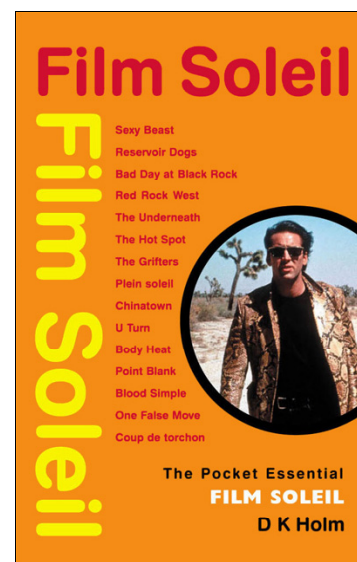 Film Soleil
Film Soleil
Sexy Beast
Reservoir Dogs
Bad Day at Black Rock
Red Rock West
The Underneath
The Hot Spot
The Grifters
Plein soleil
Chinatown
U Turn
Body Heat
Point Blank
Blood Simple
One False Move
Coup de torchon
The Pocket Essential
FILM SOLEIL
D K Holm